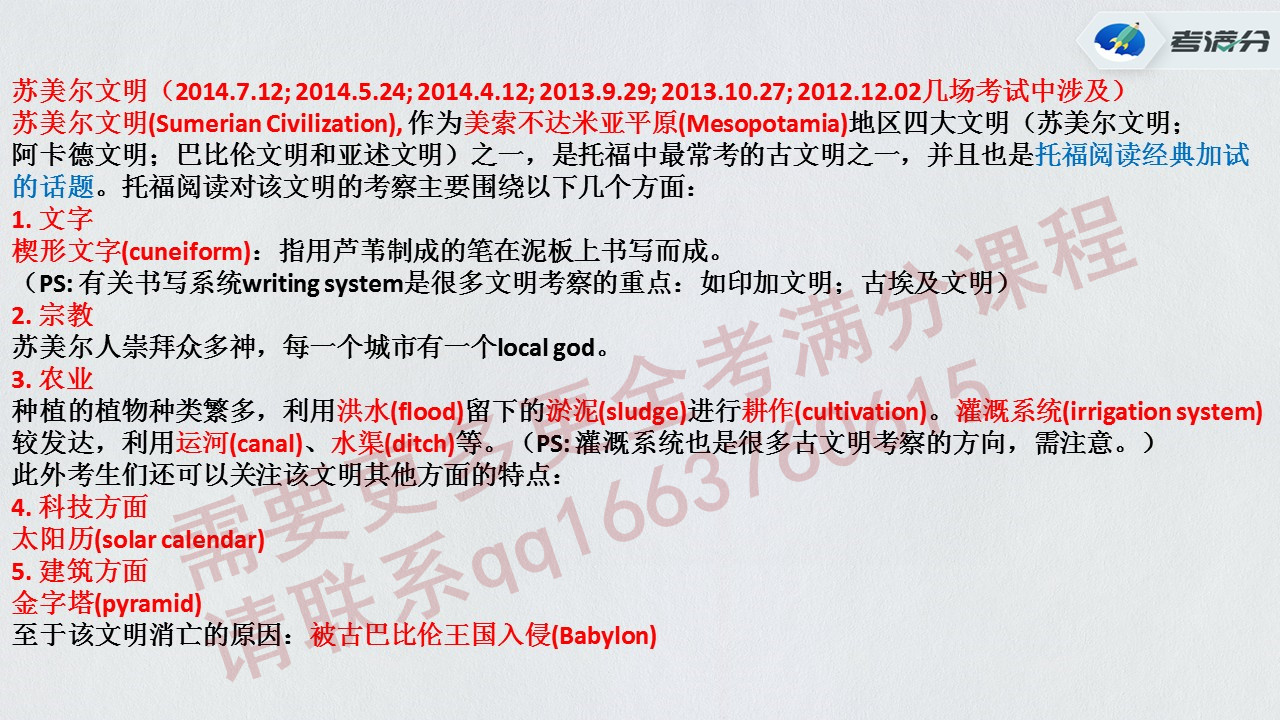 考满分
苏美尔文明（2014.7.12; 2014.5.24; 2014.4.12; 2013.9.29; 2013.10.27; 2012.12.02几场考试中涉及）
苏美尔文明(Sumerian Civilization), 作为美索不达米亚平原(Mesopotamia)地区四大文明（苏美尔文明；
阿卡德文明；巴比伦文明和亚述文明）之一，是托福中最常考的古文明之一，并且也是托福阅读经典加试
的话题。托福阅读对该文明的考察主要围绕以下几个方面：
1. 文字
楔形文字(cuneiform)：指用芦苇制成的笔在泥板上书写而成。
（PS: 有关书写系统writing system是很多文明考察的重点：如印加文明；古埃及文明）
2. 宗教
苏美尔人崇拜众多神，每一个城市有一个local god。
3. 农业
种植的植物种类繁多，利用洪水(flood)留下的淤泥(sludge)进行耕作(cultivation)。灌溉系统(irrigation system)
较发达，利用运河(canal)、水渠(ditch)等。（PS: 灌溉系统也是很多古文明考察的方向，需注意。）
此外考生们还可以关注该文明其他方面的特点：
4. 科技方面
太阳历(solar calendar)
5. 建筑方面
金字塔(pyramid)
至于该文明消亡的原因：被古巴比伦王国入侵(Babylon)
需要更多更全考满分课程
请联系qq1663760615